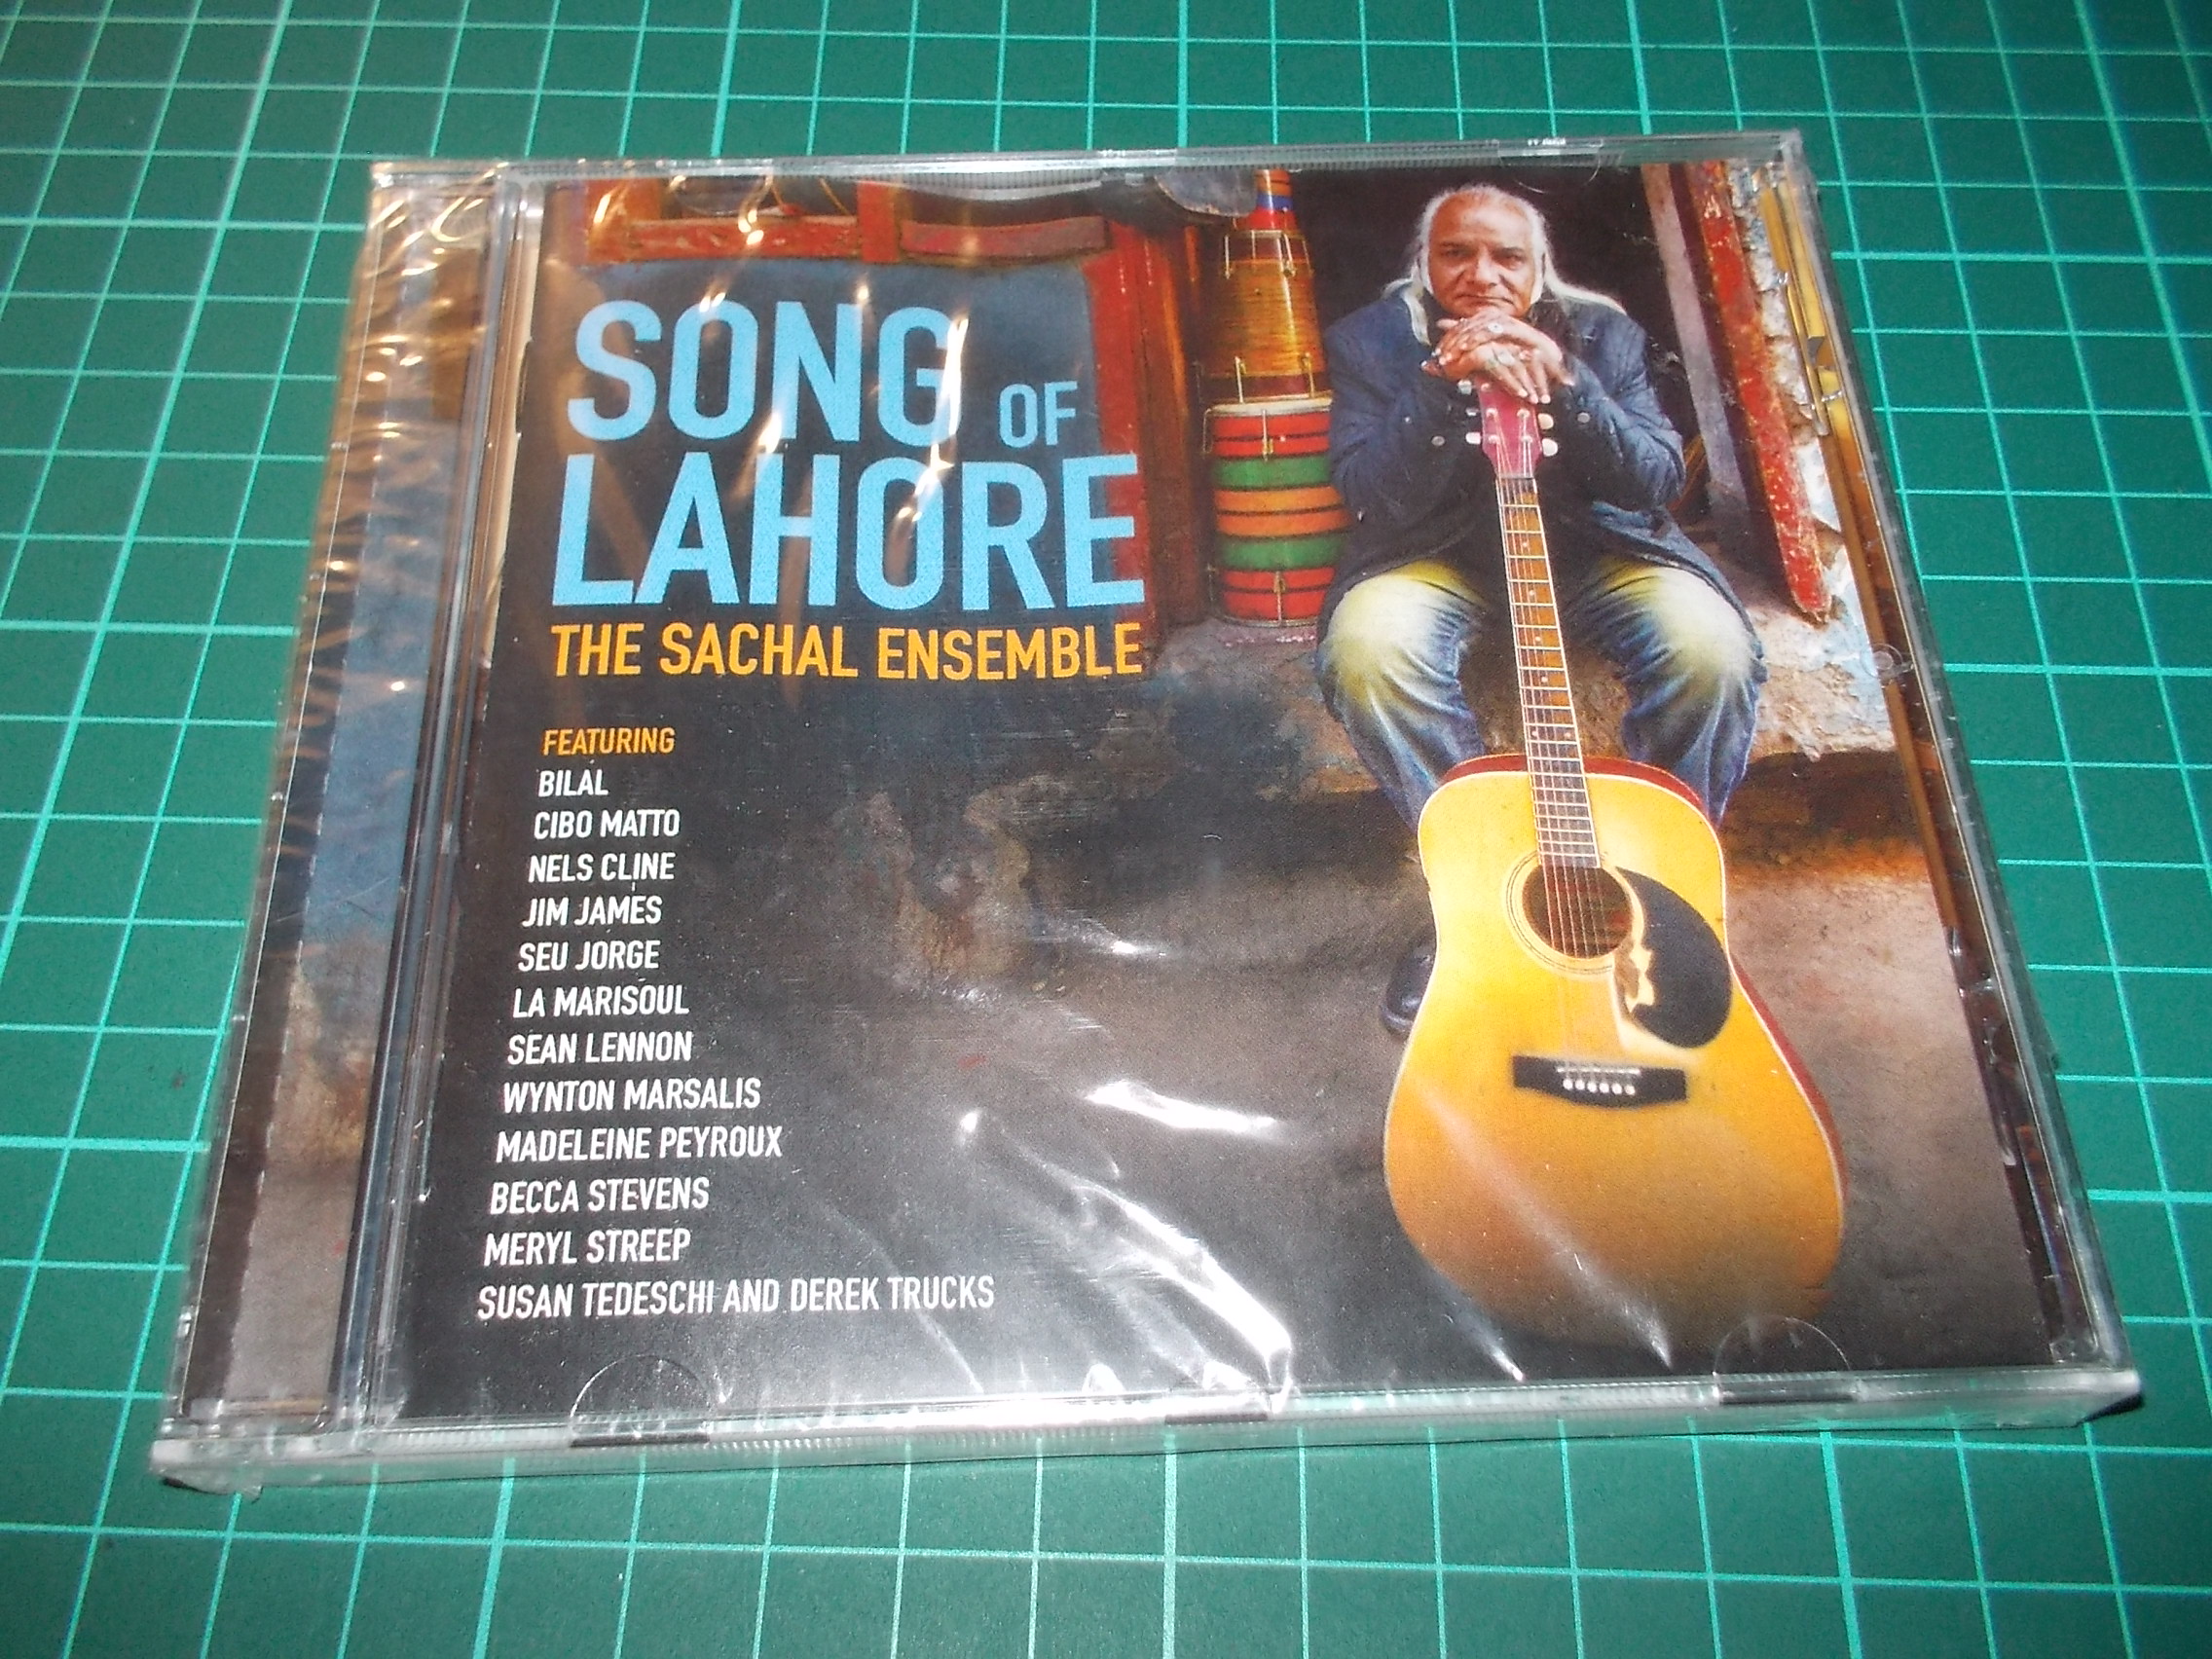 SONG OF
LAHORE
THE SACHAL ENSEMBLE
FEATURING
BILAL
CIBO MATTO
NELS CLINE
JIM JAMES
SEU JORGE
LA MARISOUL
SEAN LENNON
WYNTON MARSALIS
MADELEINE PEYROUX
BECCA STEVENS
MERYL STREEP
SUSAN TEDESCHI AND DEREK TRUCKS